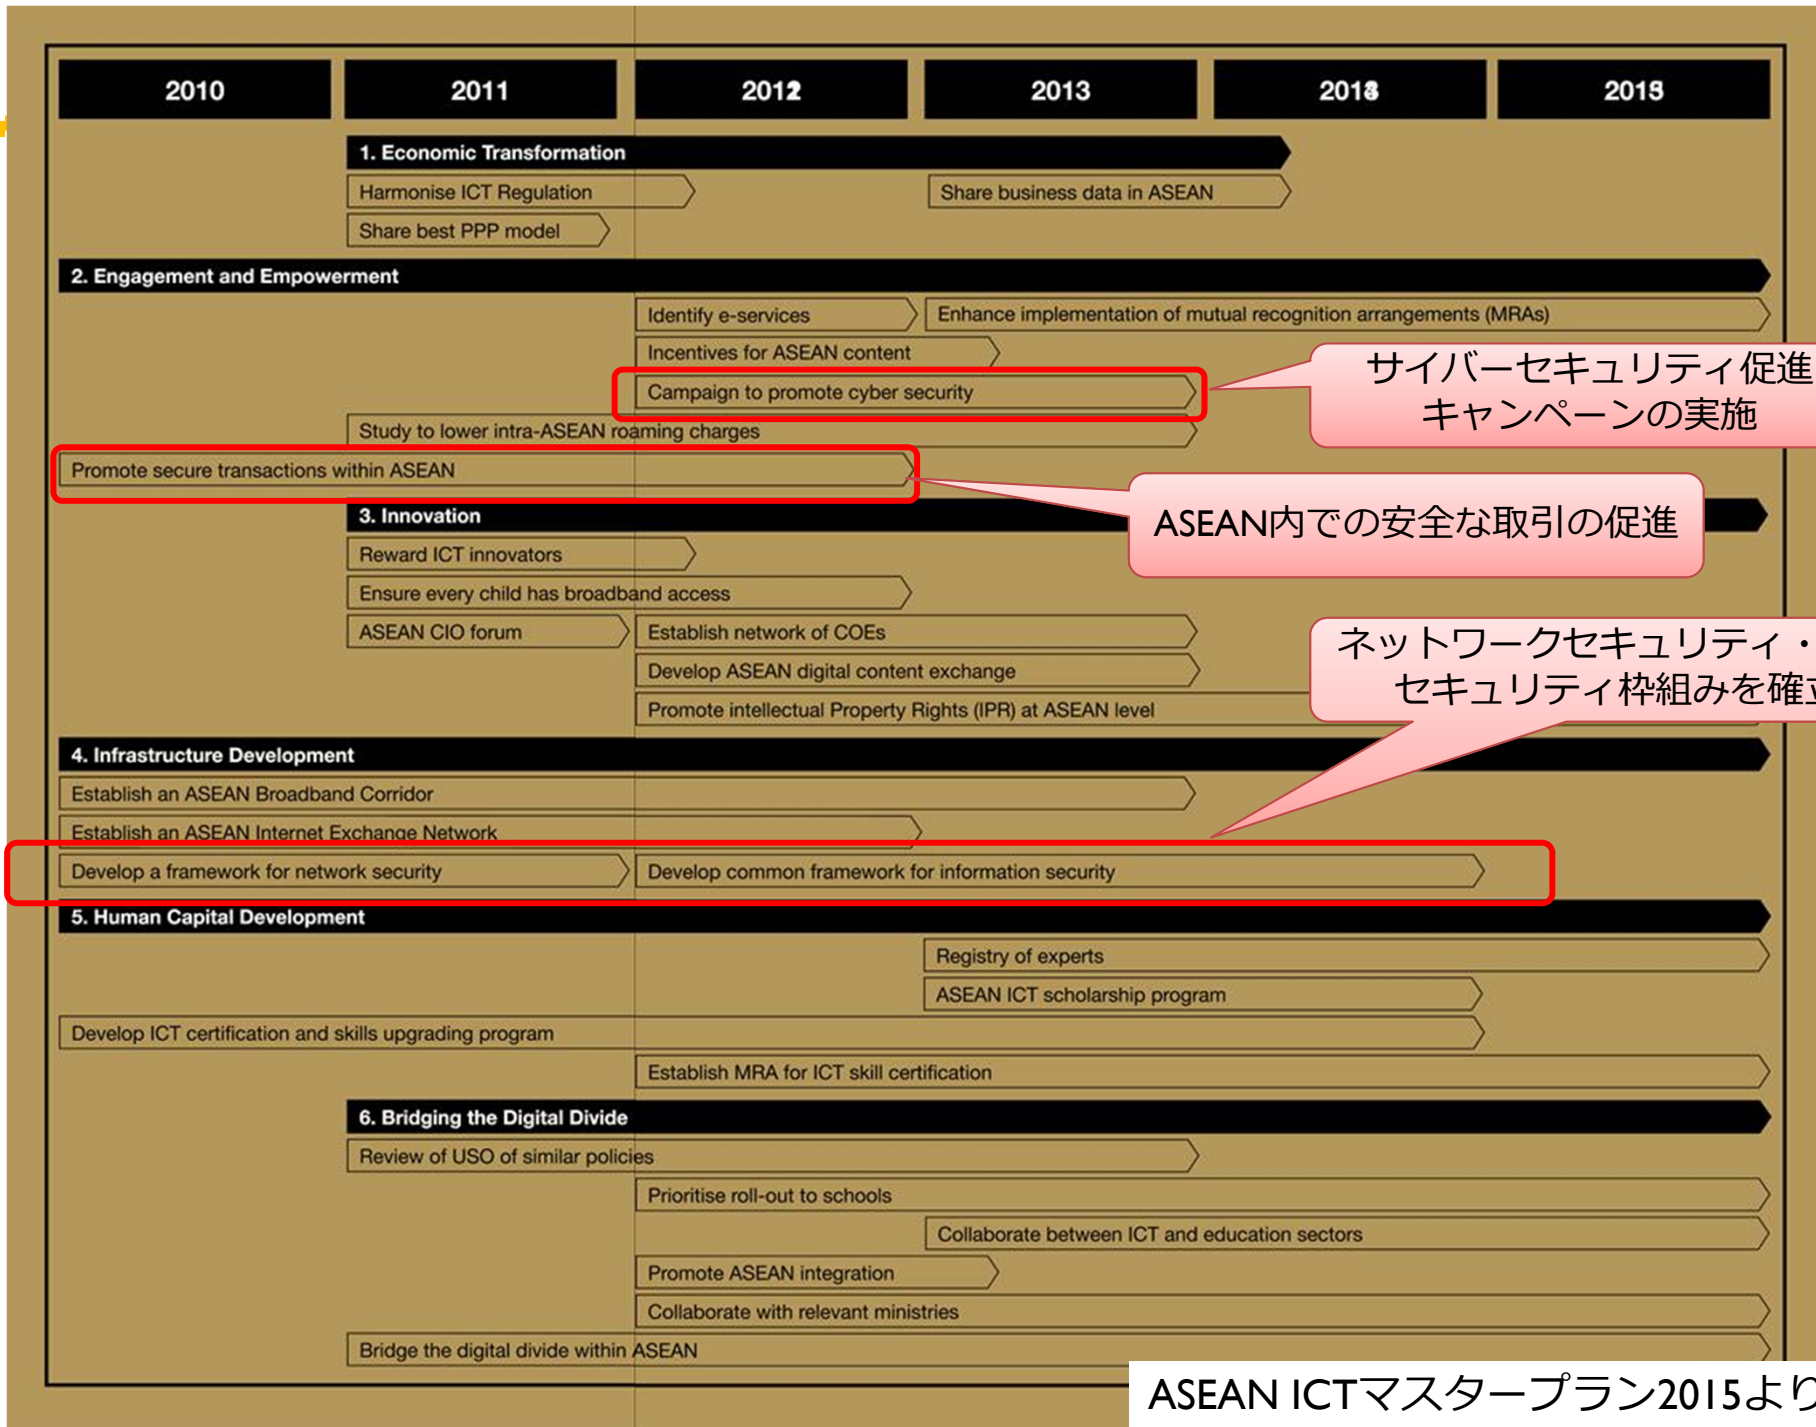 2010 2011 2012 2013 2014 2015
1. Economic Transformation
Harmonise ICT Regulation
Share business data in ASEAN
Share best PPP model
2. Engagement and Empowerment
Identify e-services
Enhance implementation of mutual recognition arrangements (MRAs)
Incentives for ASEAN content
Campaign to promote cyber security
サイバーセキュリティ促進
キャンペーンの実施
Study to lower intra-ASEAN roaming charges
Promote secure transactions within ASEAN
ASEAN内での安全な取引の促進
3. Innovation
Reward ICT innovators
Ensure every child has broadband access
ASEAN CIO forum
Establish network of COEs
Develop ASEAN digital content exchange
Promote intellectual Property Rights (IPR) at ASEAN level
ネットワークセキュリティ・
セキュリティ枠組みを確立
4. Infrastructure Development
Establish an ASEAN Broadband Corridor
Establish an ASEAN Internet Exchange Network
Develop a framework for network security
Develop common framework for information security
5. Human Capital Development
Registry of experts
ASEAN ICT scholarship program
Develop ICT certification and skills upgrading program
Establish MRA for ICT skill certification
6. Bridging the Digital Divide
Review of USO of similar policies
Prioritise roll-out to schools
Collaborate between ICT and education sectors
Promote ASEAN integration
Collaborate with relevant ministries
Bridge the digital divide within ASEAN
ASEAN ICTマスタープラン2015より